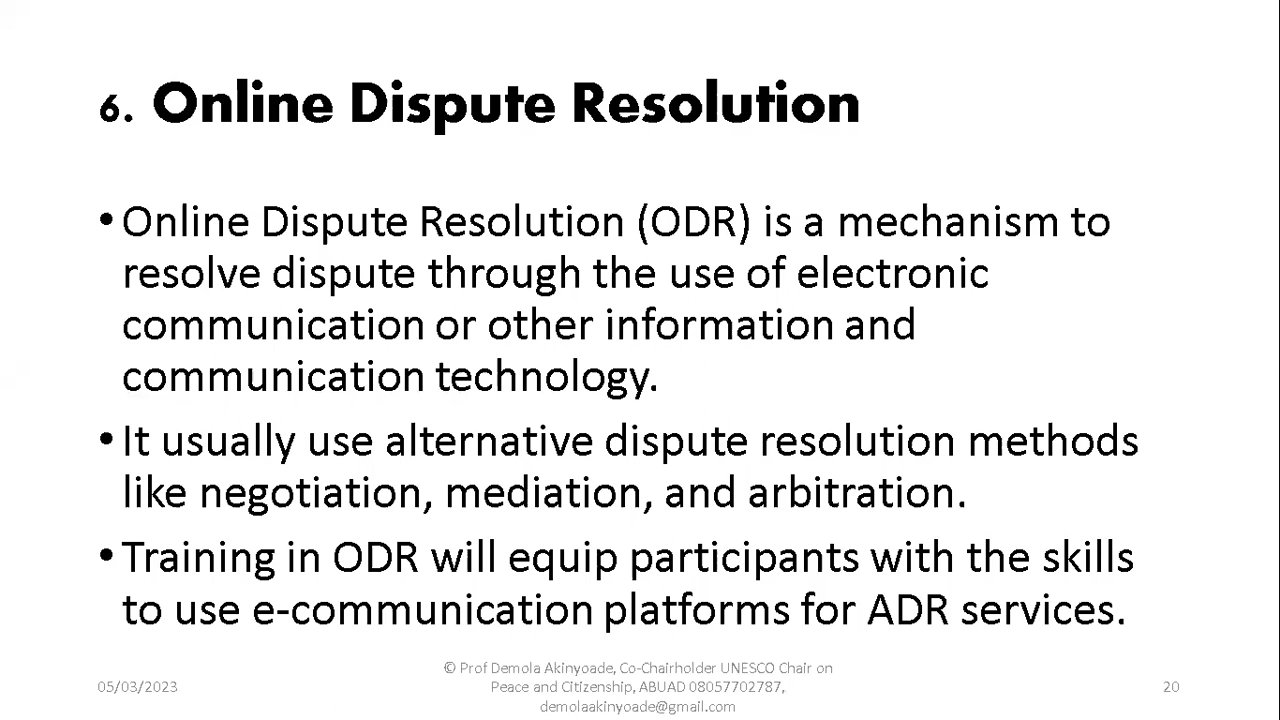 6. Online Dispute Resolution
•Online Dispute Resolution (ODR) is a mechanism to
resolve dispute through the use of electronic
communication or other information and
communication technology.
•It usually use alternative dispute resolution methods
like negotiation, mediation, and arbitration.
•Training in ODR will equip participants with the skills
to use e-communication platforms for ADR services.
05/03/2023
© Prof Demola Akinyoade, Co-Chairholder UNESCO Chair on
Peace and Citizenship, ABUAD 08057702787,
demolaakinyoade@gmail.com
20